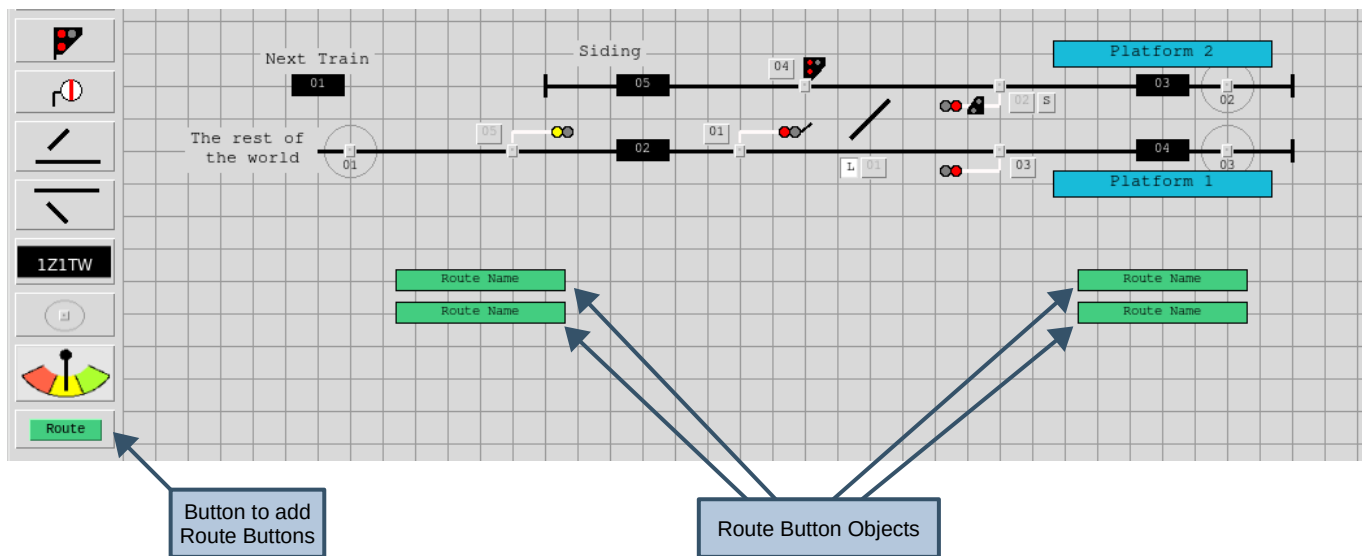 Next Train
Siding
Platform 2
01
05
04
03
02
02
S
The rest of
the world
01
05
02
01
L
01
03
04
03
Platform 1
1Z1TW
Route Name
Route Name
Route Name
Route Name
Route
Button to add
Route Buttons
Route Button Objects